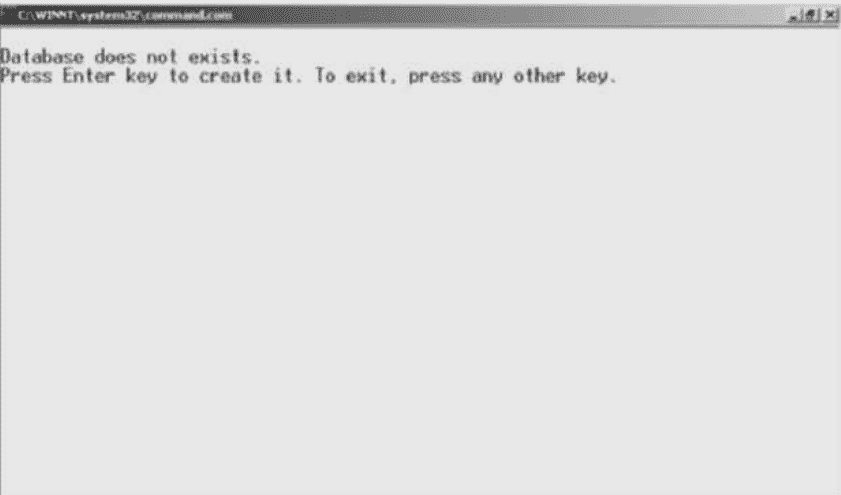 C:\WINNT\system32\command.com
Database does not exists.
Press Enter key to create it. To exit, press any other key.